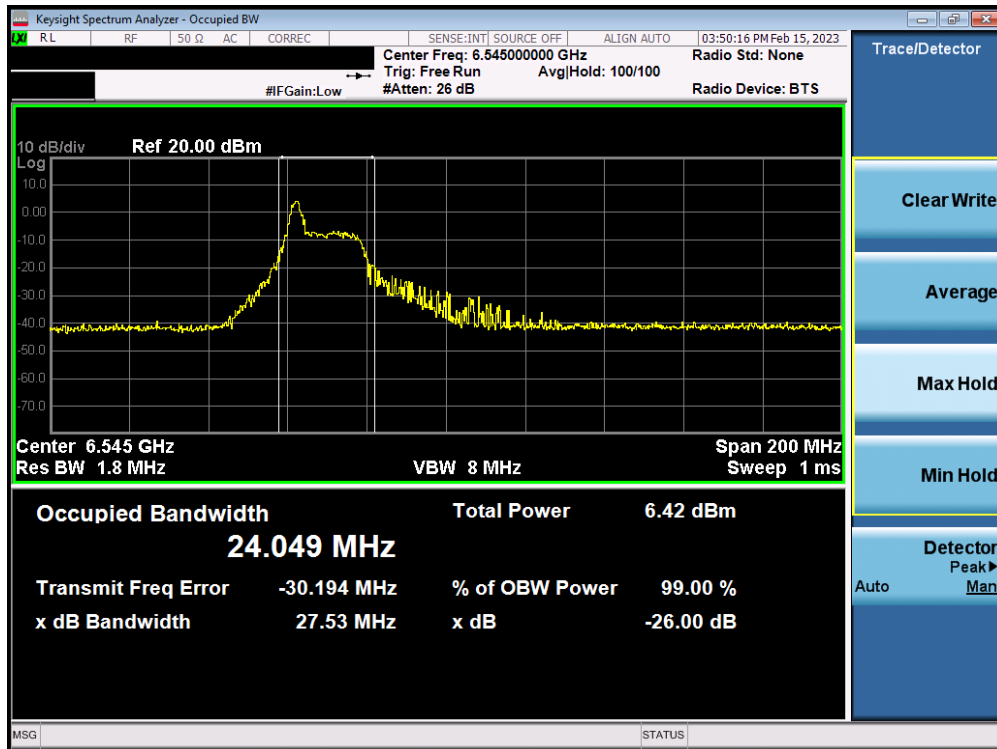 Keysight Spectrum Analyzer - Occupied BW
LXI RL RF 50 Ω AC CORREC SENSE:INT SOURCE OFF ALIGN AUTO 03:50:16 PM Feb 15, 2023
Center Freq: 6.545000000 GHz Radio Std: None
Trig: Free Run Avg|Hold: 100/100
#IFGain:Low #Atten: 26 dB Radio Device: BTS
10 dB/div Ref 20.00 dBm
Log
10.0
0.00
-10.0
-20.0
-30.0
-40.0
-50.0
-60.0
-70.0
Center 6.545 GHz Span 200 MHz
Res BW 1.8 MHz VBW 8 MHz Sweep 1 ms
Occupied Bandwidth Total Power 6.42 dBm
24.049 MHz
Transmit Freq Error -30.194 MHz % of OBW Power 99.00 %
x dB Bandwidth 27.53 MHz x dB -26.00 dB
MSG STATUS
Trace/Detector
Clear Write
Average
Max Hold
Min Hold
Detector
Peak▶
Auto Man